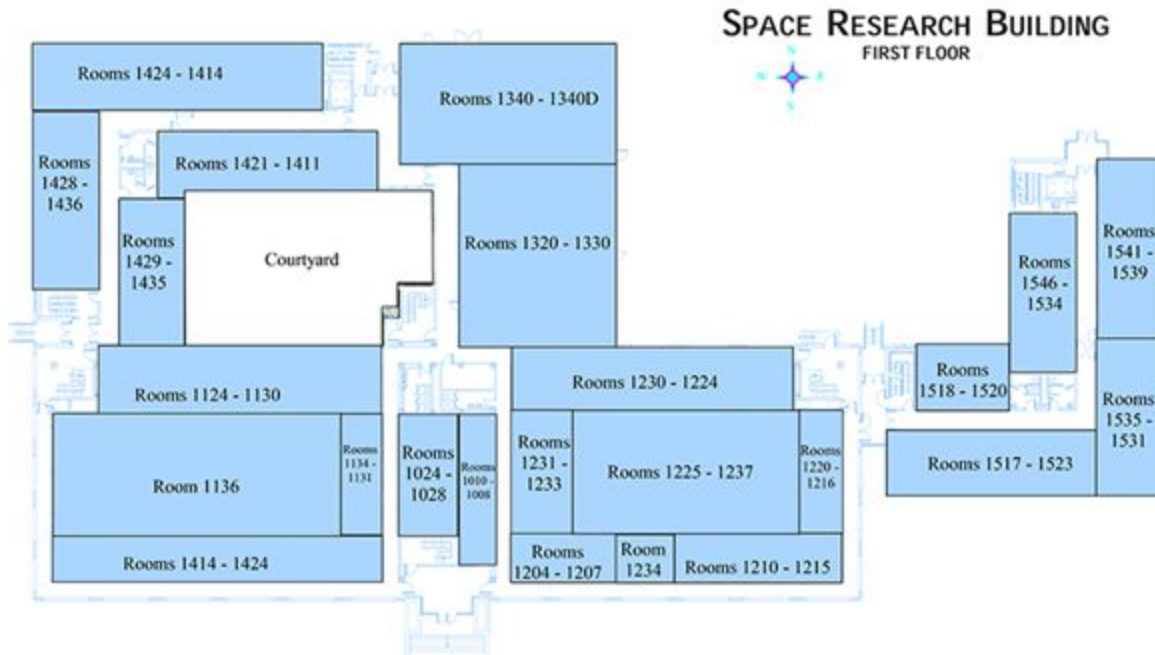 SPACE RESEARCH BUILDING
FIRST FLOOR
N
W
S
Rooms 1424 - 1414
Rooms 1340 - 1340D
Rooms
1428 -
1436
Rooms 1421 - 1411
Rooms
1429 -
1435
Courtyard
Rooms 1320 - 1330
Rooms
1541 -
1539
Rooms
1546 -
1534
Rooms 1124 - 1130
Rooms 1230 - 1224
Rooms
1518 - 1520
Rooms
1535 -
1531
Room 1136
Rooms
1134 -
1131
Rooms
1024 -
1028
Rooms
1010 -
1008
Rooms
1231 -
1233
Rooms 1225 - 1237
Rooms
1220 -
1216
Rooms 1517 - 1523
Rooms 1414 - 1424
Rooms
1204 - 1207
Room
1234
Rooms 1210 - 1215